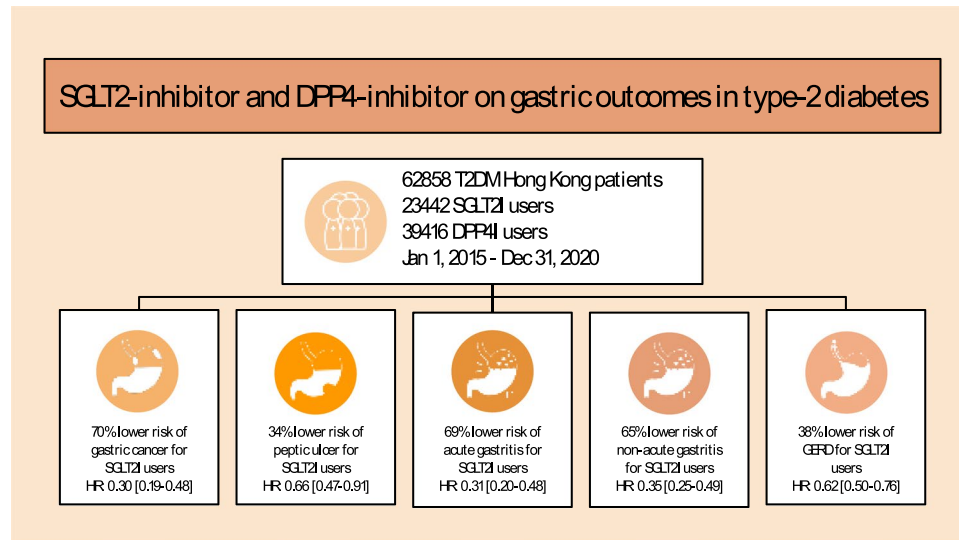 SGLT2-inhibitor and DPP4-inhibitor on gastric outcomes in type-2 diabetes
62858 T2DM Hong Kong patients
23442 SGLT2I users
39416 DPP4I users
Jan 1, 2015 - Dec 31, 2020
70% lower risk of
gastric cancer for
SGLT2I users
HR: 0.30 [0.19-0.48]
34% lower risk of
peptic ulcer for
SGLT2I users
HR: 0.66 [0.47-0.91]
69% lower risk of
acute gastritis for
SGLT2I users
HR: 0.31 [0.20-0.48]
65% lower risk of
non-acute gastritis
for SGLT2I users
HR: 0.35 [0.25-0.49]
38% lower risk of
GERD for SGLT2I
users
HR: 0.62 [0.50-0.76]